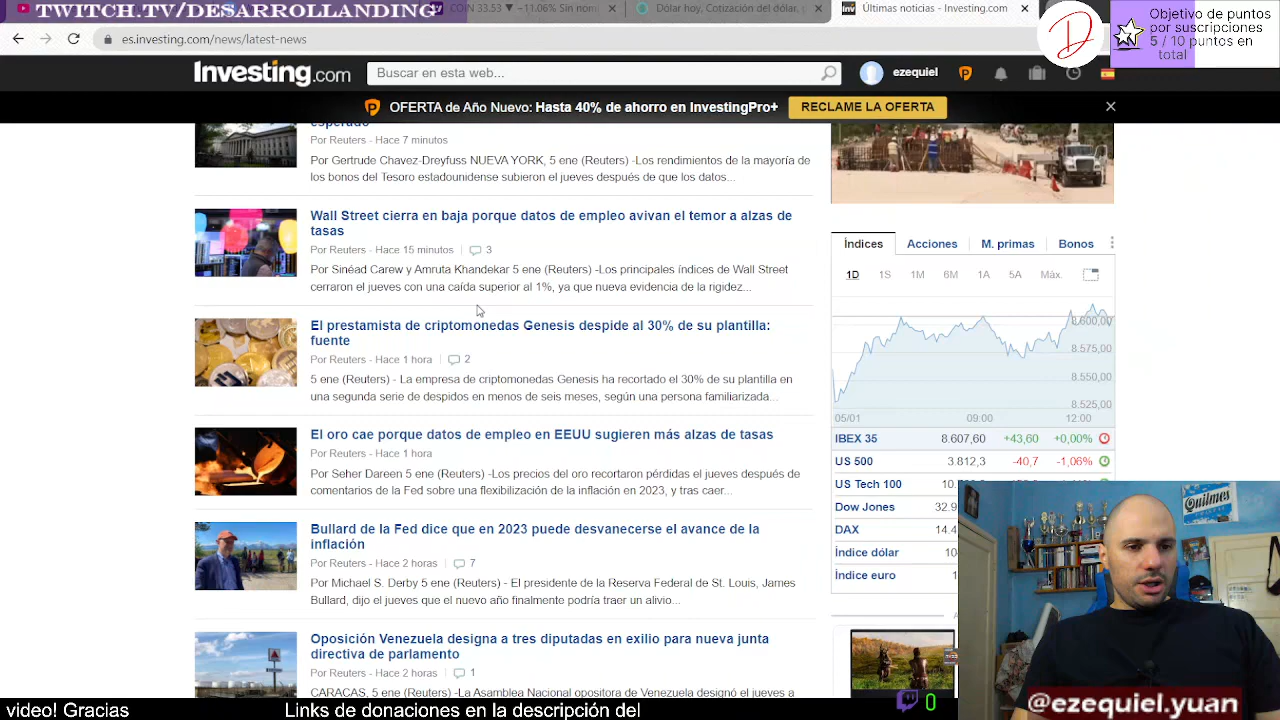 TWITCH.TV/DESARROLLANDING
COIN 33.53 ▼ −11.06% Sin nom
Dólar hoy, Cotización del dólar, p
Últimas noticias - Investing.com
es.investing.com/news/latest-news
Objetivo de puntos
por suscripciones
5 / 10 puntos en
total
Investing.com
Buscar en esta web...
ezequiel
OFERTA de Año Nuevo: Hasta 40% de ahorro en InvestingPro+
RECLAME LA OFERTA
esperado
Por Reuters - Hace 7 minutos
Por Gertrude Chavez-Dreyfuss NUEVA YORK, 5 ene (Reuters) -Los rendimientos de la mayoría de
los bonos del Tesoro estadounidense subieron el jueves después de que los datos...
Wall Street cierra en baja porque datos de empleo avivan el temor a alzas de
tasas
Por Reuters - Hace 15 minutos
3
Por Sinéad Carew y Amruta Khandekar 5 ene (Reuters) -Los principales índices de Wall Street
cerraron el jueves con una caída superior al 1%, ya que nueva evidencia de la rigidez...
El prestamista de criptomonedas Genesis despide al 30% de su plantilla:
fuente
Por Reuters - Hace 1 hora
2
5 ene (Reuters) - La empresa de criptomonedas Genesis ha recortado el 30% de su plantilla en
una segunda serie de despidos en menos de seis meses, según una persona familiarizada...
El oro cae porque datos de empleo en EEUU sugieren más alzas de tasas
Por Reuters - Hace 1 hora
Por Seher Dareen 5 ene (Reuters) -Los precios del oro recortaron pérdidas el jueves después de
comentarios de la Fed sobre una flexibilización de la inflación en 2023, y tras caer...
Bullard de la Fed dice que en 2023 puede desvanecerse el avance de la
inflación
Por Reuters - Hace 2 horas
7
Por Michael S. Derby 5 ene (Reuters) - El presidente de la Reserva Federal de St. Louis, James
Bullard, dijo el jueves que el nuevo año finalmente podría traer un alivio...
Oposición Venezuela designa a tres diputadas en exilio para nueva junta
directiva de parlamento
Por Reuters - Hace 2 horas
1
CARACAS, 5 ene (Reuters) -La Asamblea Nacional opositora de Venezuela designó el jueves a
Índices
Acciones
M. primas
Bonos
1D
1S
1M
6M
1A
5A
Máx.
8.600,00
8.575,00
8.550,00
8.525,00
05/01
09:00
12:00
IBEX 35 8.607,60 +43,60 +0,00%
US 500 3.812,3 -40,7 -1,06%
US Tech 100 10.
Dow Jones 32.9
DAX 14.4
Índice dólar 10
Índice euro 1
Quilmes
0
@ezequiel.yuan
video! Gracias
Links de donaciones en la descripción del